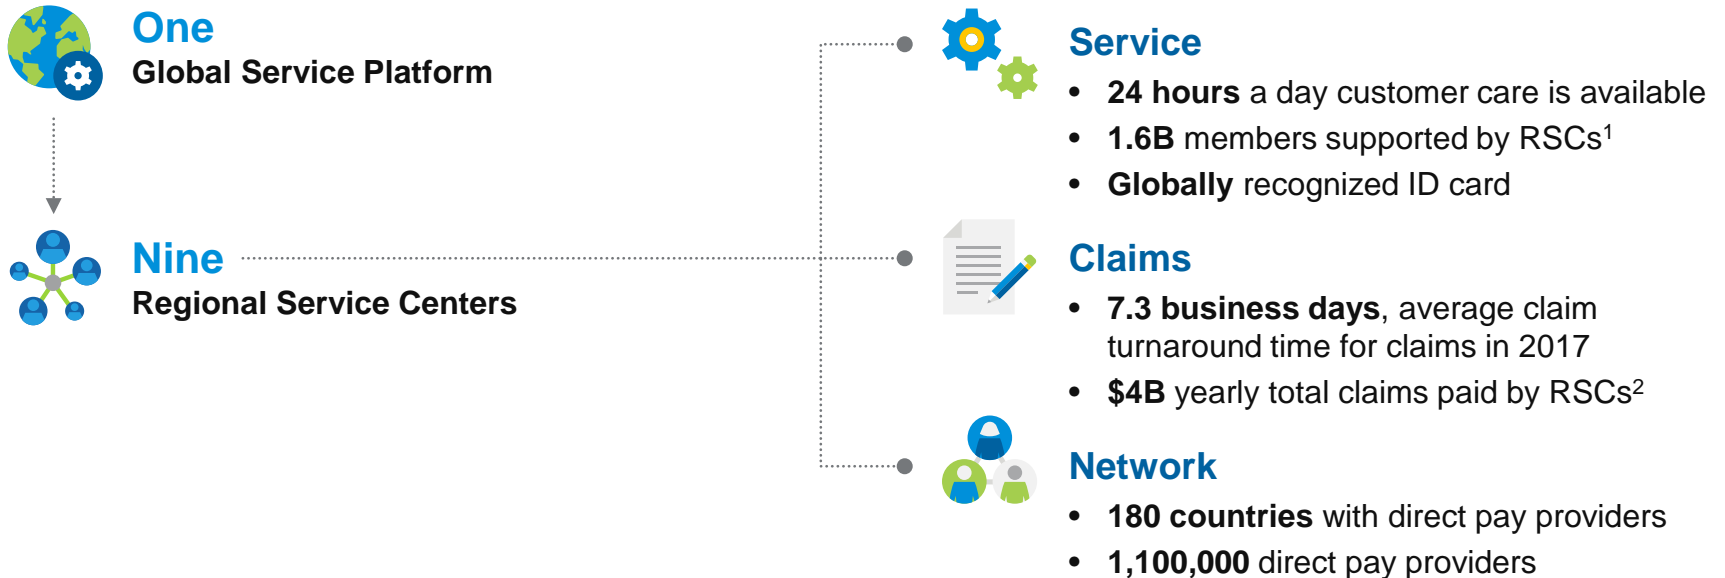 One
Global Service Platform
Nine
Regional Service Centers
Service
• 24 hours a day customer care is available
• 1.6B members supported by RSCs¹
• Globally recognized ID card
Claims
• 7.3 business days, average claim
turnaround time for claims in 2017
• $4B yearly total claims paid by RSCs²
Network
• 180 countries with direct pay providers
• 1,100,000 direct pay providers